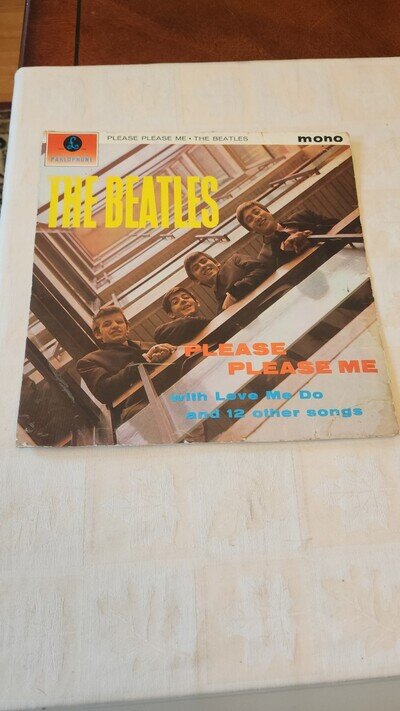 PLEASE PLEASE ME • THE BEATLES
mono
£
PARLOPHONE
THE BEATLES
PLEASE
PLEASE ME
with Love Me Do
and 12 other songs